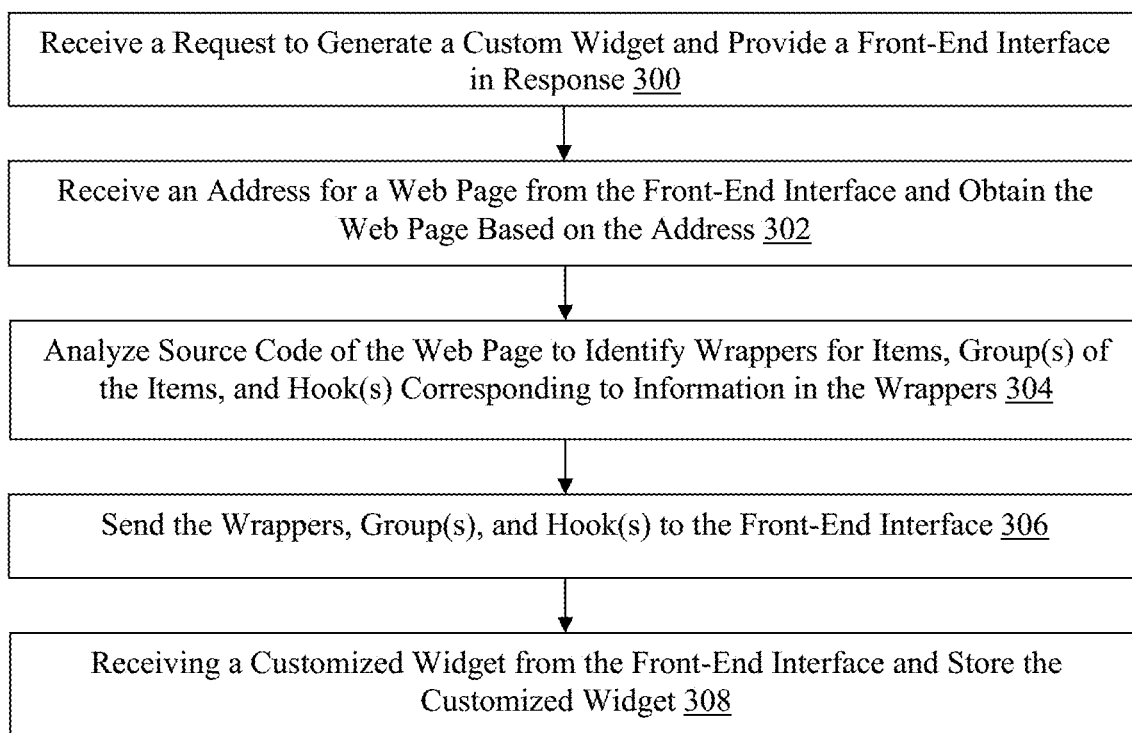 Receive a Request to Generate a Custom Widget and Provide a Front-End Interface
in Response 300
Receive an Address for a Web Page from the Front-End Interface and Obtain the
Web Page Based on the Address 302
Analyze Source Code of the Web Page to Identify Wrappers for Items, Group(s) of
the Items, and Hook(s) Corresponding to Information in the Wrappers 304
Send the Wrappers, Group(s), and Hook(s) to the Front-End Interface 306
Receiving a Customized Widget from the Front-End Interface and Store the
Customized Widget 308